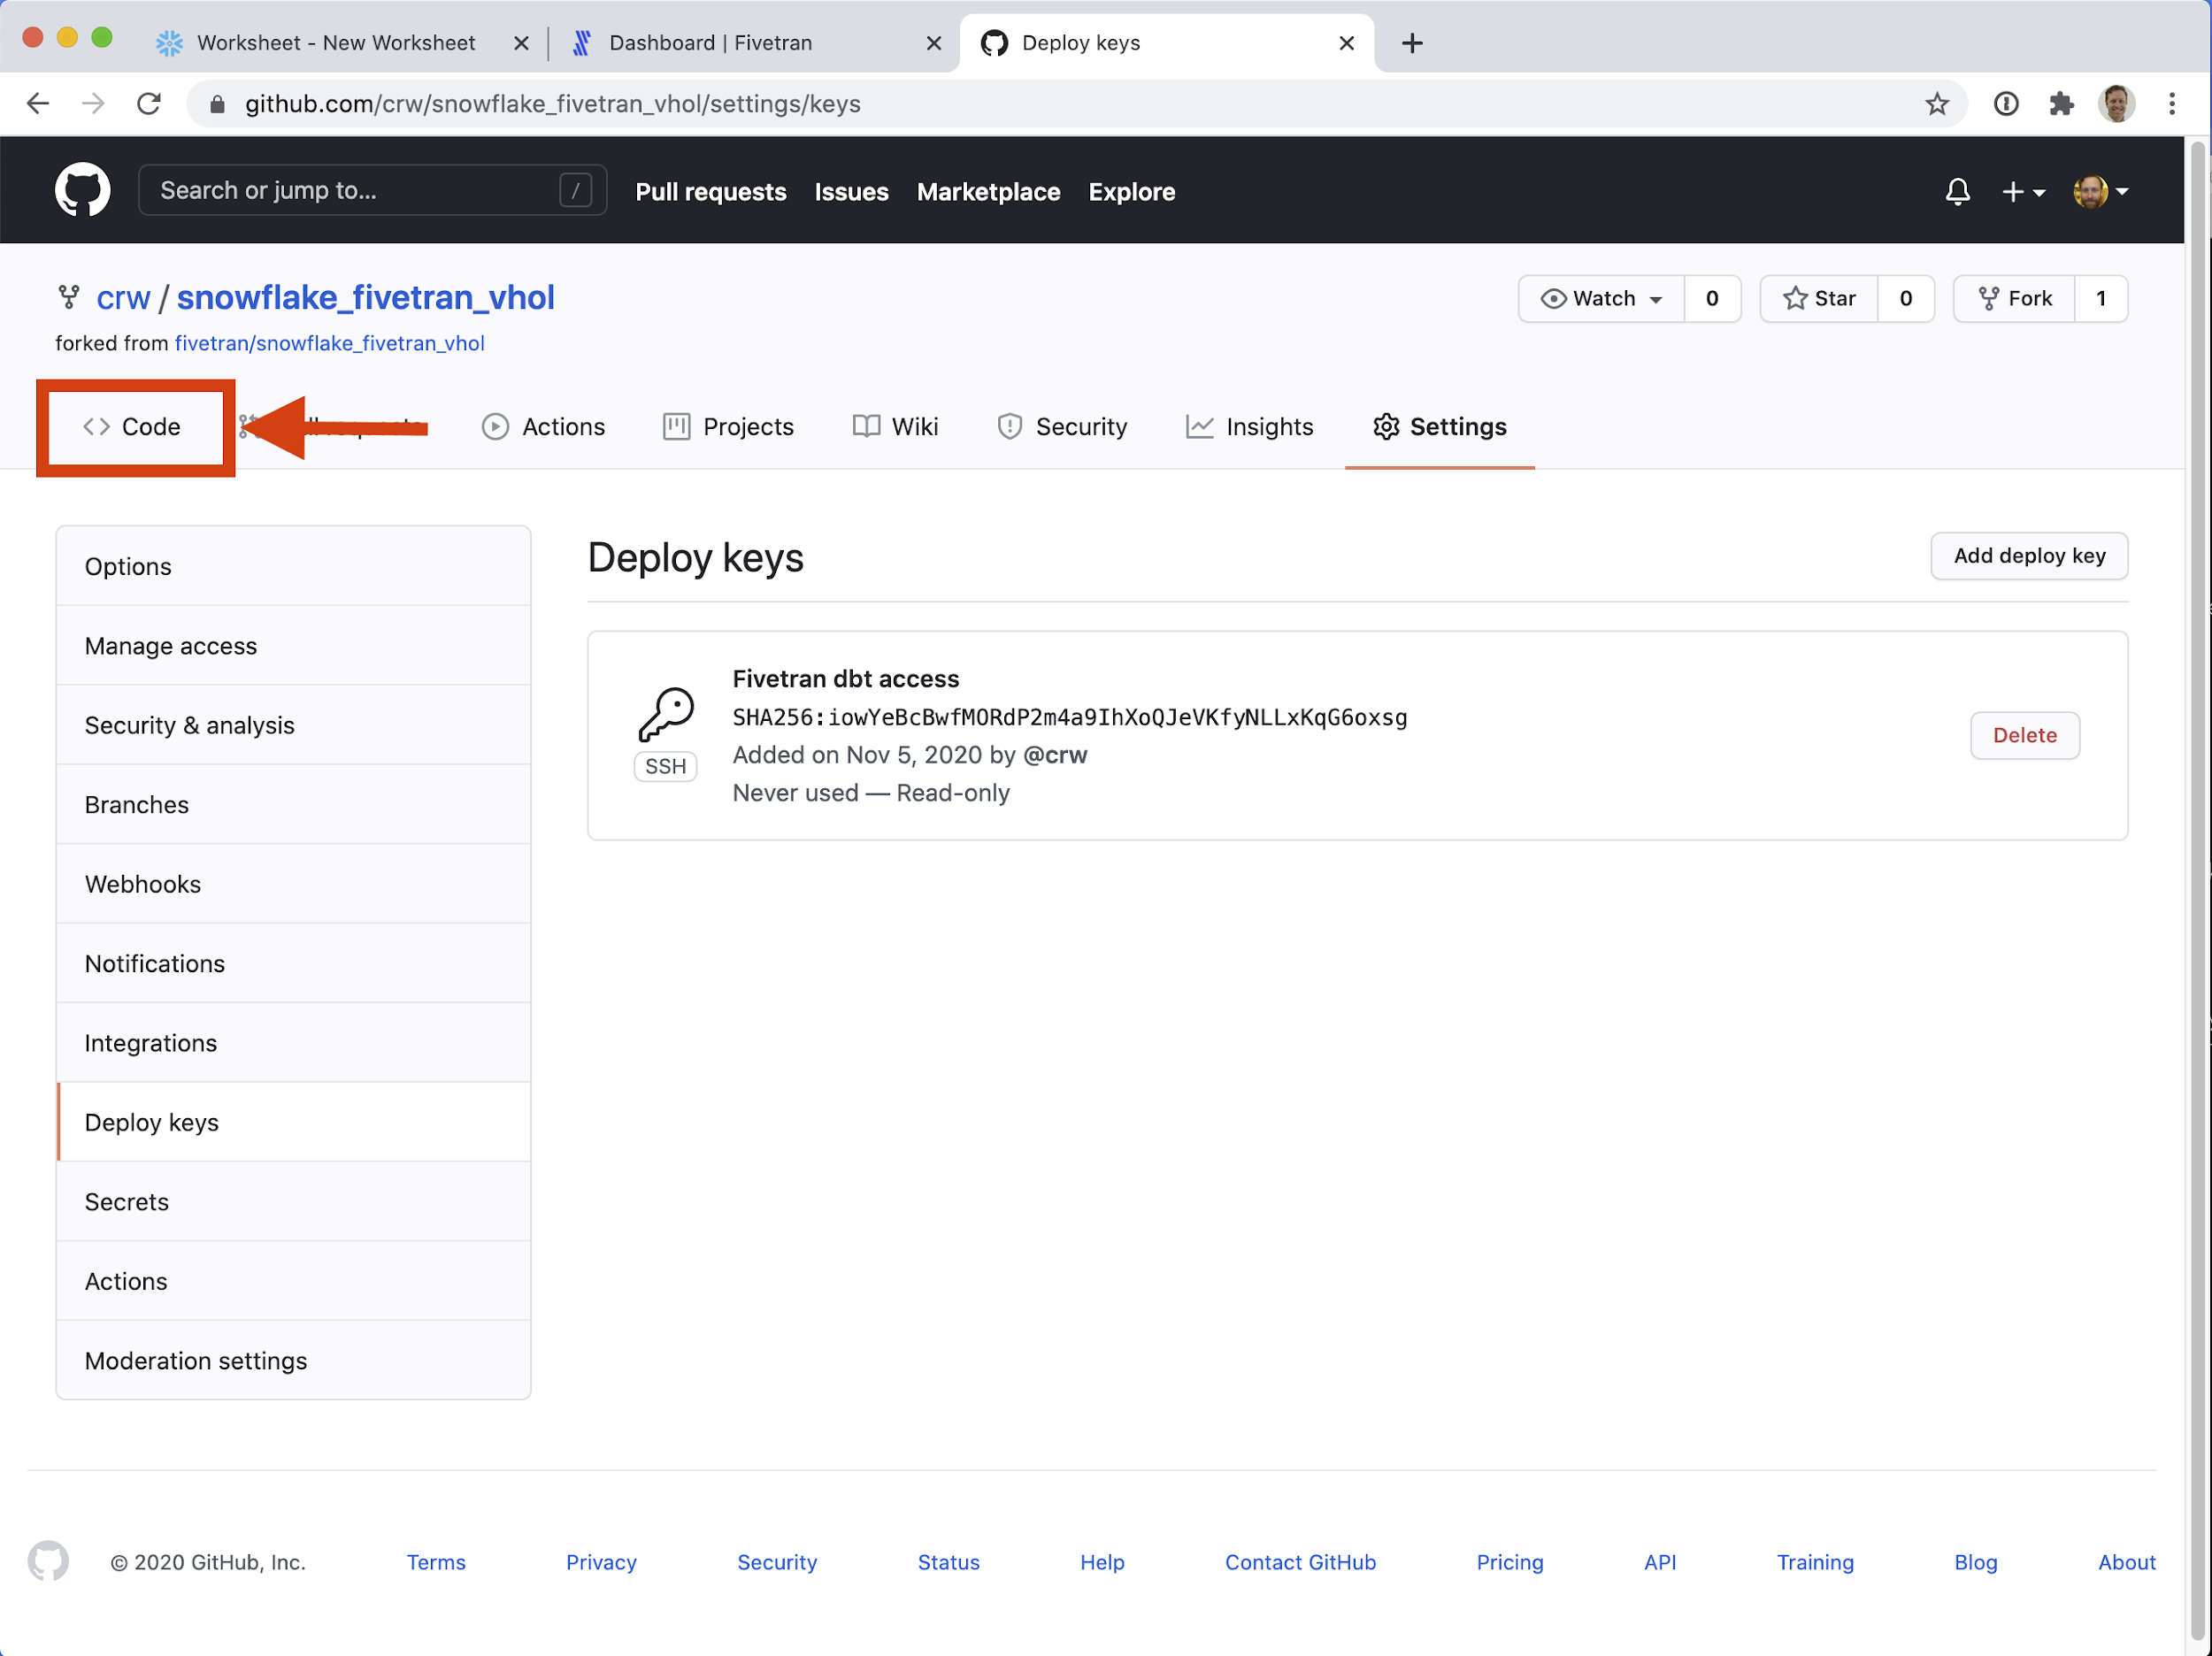 Worksheet - New Worksheet
Dashboard | Fivetran
Deploy keys
github.com/crw/snowflake_fivetran_vhol/settings/keys
Search or jump to... /
Pull requests Issues Marketplace Explore
crw / snowflake_fivetran_vhol
Watch 0 Star 0 Fork 1
forked from fivetran/snowflake_fivetran_vhol
Code Actions Projects Wiki Security Insights Settings
Options
Manage access
Security & analysis
Branches
Webhooks
Notifications
Integrations
Deploy keys
Secrets
Actions
Moderation settings
Deploy keys
Add deploy key
Fivetran dbt access
SHA256:iowYeBcBwfMORdP2m4a9IhXoQJeVKfyNLLxKqG6oxsg
Added on Nov 5, 2020 by @crw
Never used — Read-only
SSH
Delete
© 2020 GitHub, Inc. Terms Privacy Security Status Help Contact GitHub Pricing API Training Blog About